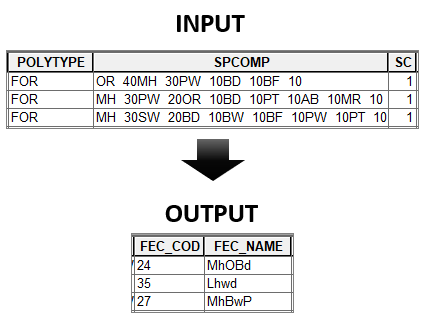 INPUT
POLYTYPE SPCOMP SC
FOR OR 40MH 30PW 10BD 10BF 10 1
FOR MH 30PW 20OR 10BD 10PT 10AB 10MR 10 1
FOR MH 30SW 20BD 10BW 10BF 10PW 10PT 10 1
OUTPUT
FEC_COD FEC_NAME
24 MhOBd
35 Lhwd
27 MhBwP